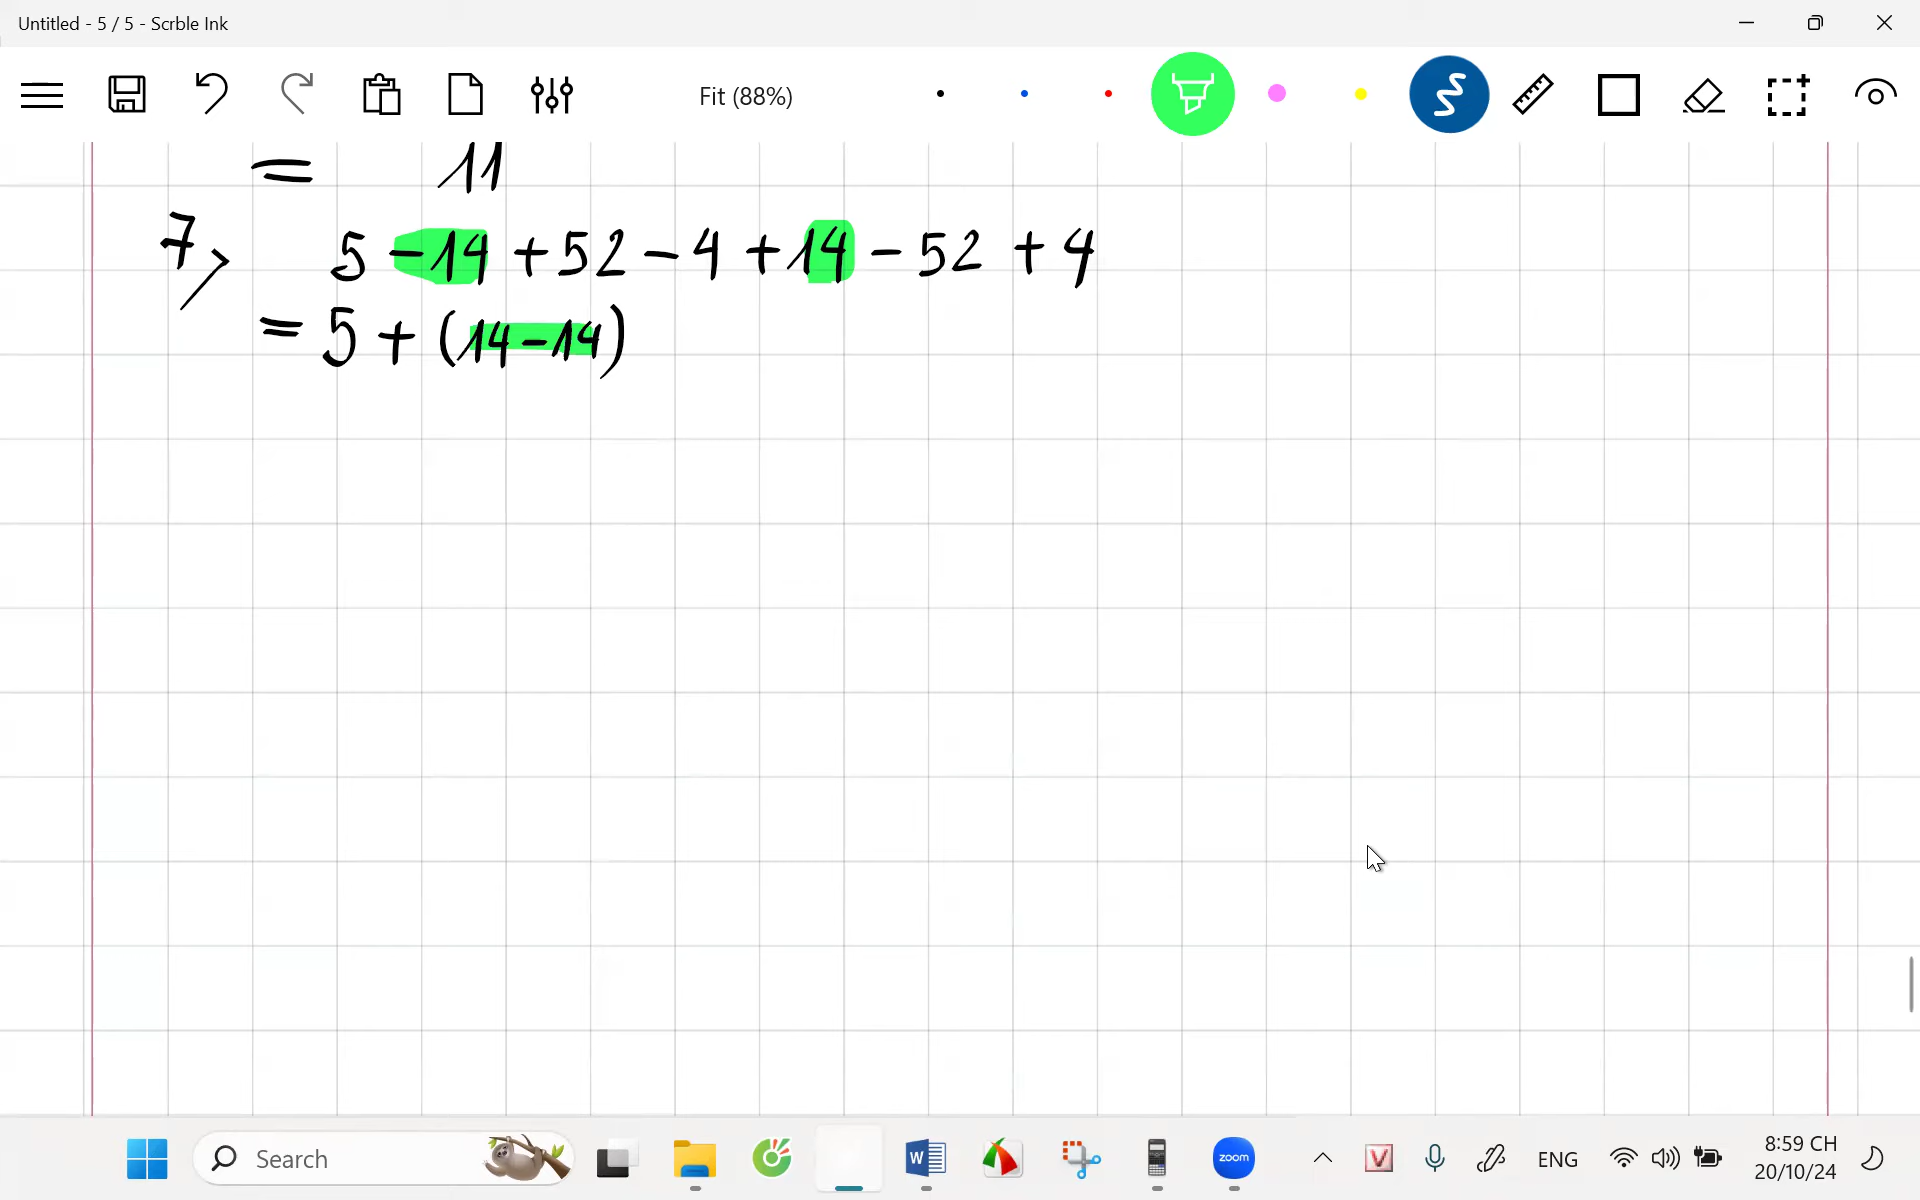 Untitled - 5 / 5 - Scrble Ink
Fit (88%)
= 11
7> 5 -14 +52 - 4 +14 - 52 + 4
= 5 + (14-14)
Search
W
zoom
V
ENG
8:59 CH
20/10/24